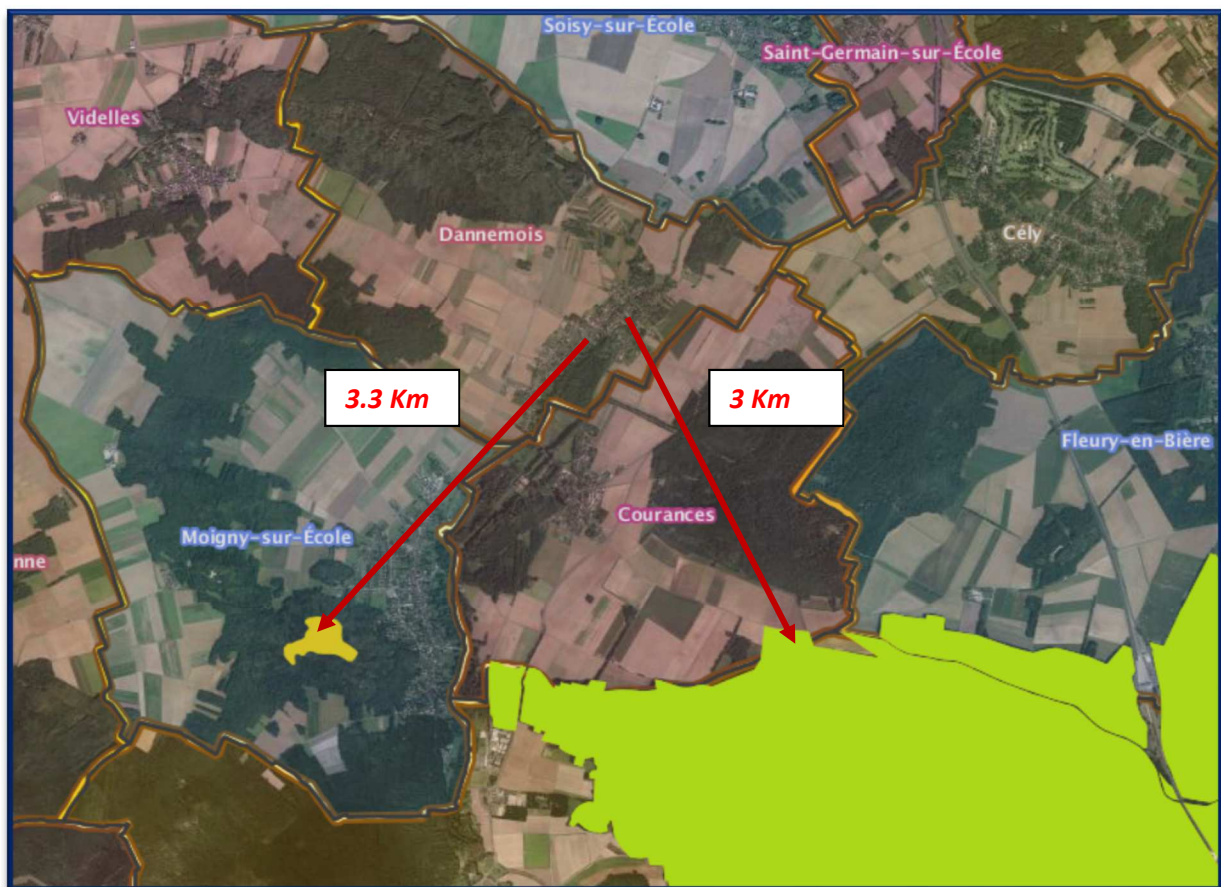 Soisy-sur-École
Saint-Germain-sur-École
Videlles
Dannemois
Cély
3.3 Km
3 Km
Fleury-en-Bière
Courances
Moigny-sur-École
nne